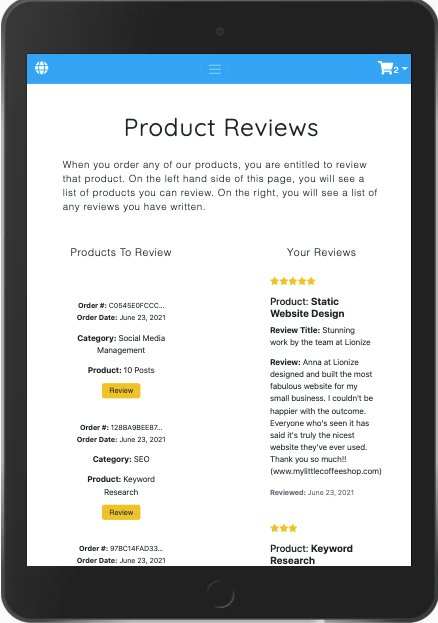 2
Product Reviews
When you order any of our products, you are entitled to review
that product. On the left hand side of this page, you will see a
list of products you can review. On the right, you will see a list of
any reviews you have written.
Products To Review
Order #: C0545E0FCCC...
Order Date: June 23, 2021
Category: Social Media
Management
Product: 10 Posts
Review
Order #: 128BA9BEE87...
Order Date: June 23, 2021
Category: SEO
Product: Keyword
Research
Review
Order #: 97BC14FAD33...
Order Date: June 23, 2021
Your Reviews
Product: Static
Website Design
Review Title: Stunning
work by the team at Lionize
Review: Anna at Lionize
designed and built the most
fabulous website for my
small business. I couldn't be
happier with the outcome.
Everyone who's seen it has
said it's truly the nicest
website they've ever used.
Thank you so much!!
(www.mylittlecoffeeshop.com)
Reviewed: June 23, 2021
Product: Keyword
Research